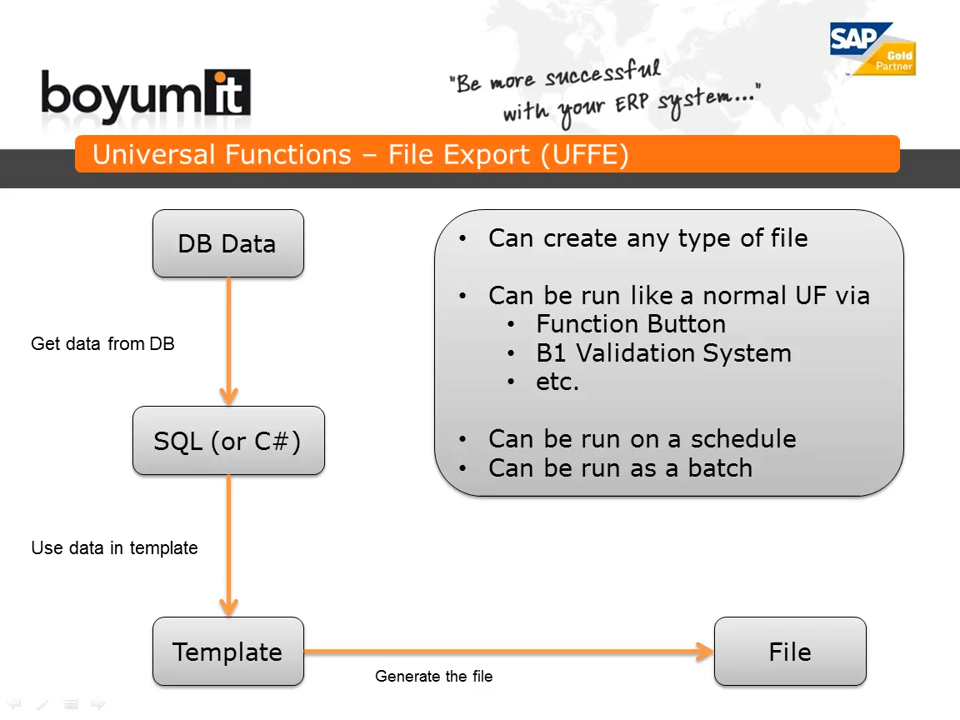 SAP
Gold
Partner
boyumit
"Be more successful
with your ERP system..."
Universal Functions – File Export (UFFE)
DB Data
Get data from DB
SQL (or C#)
Use data in template
Template
Generate the file
File
• Can create any type of file
• Can be run like a normal UF via
• Function Button
• B1 Validation System
• etc.
• Can be run on a schedule
• Can be run as a batch